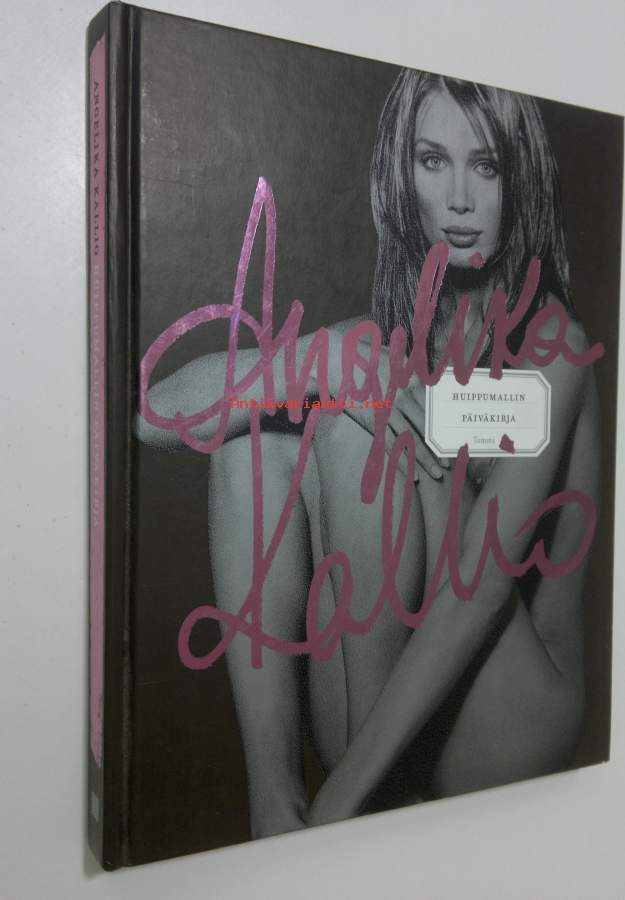 ANGELIKA KALLIO HUIPPUMALLIN PÄIVÄKIRJA
Angelika
Kallio
HUIPPUMALLIN
PÄIVÄKIRJA
Tammi
Antikvariaatti.net